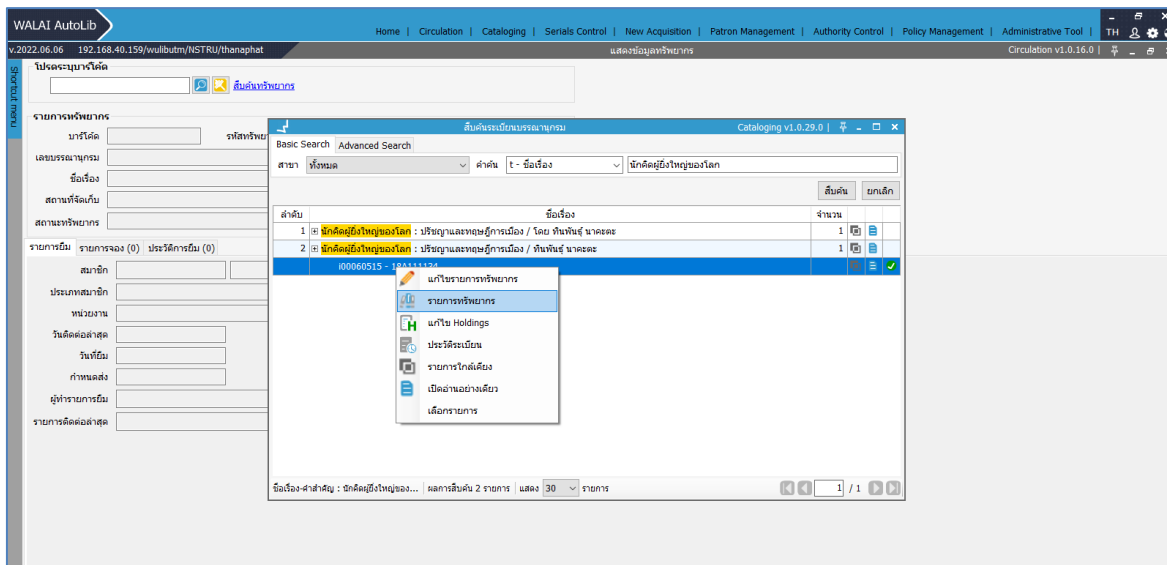 WALAI AutoLib
Home | Circulation | Cataloging | Serials Control | New Acquisition | Patron Management | Authority Control | Policy Management | Administrative Tool | TH
v.2022.06.06 192.168.40.159/wulibutm/NSTRU/thanaphat แสดงข้อมูลทรัพยากร Circulation v1.0.16.0 |
Shortcut menu
โปรดระบุบาร์โค้ด
สืบค้นทรัพยากร
รายการทรัพยากร
บาร์โค้ด
เลขบรรณานุกรม
ชื่อเรื่อง
สถานที่จัดเก็บ
สถานะทรัพยากร
รายการยืม รายการจอง (0) ประวัติการยืม (0)
สมาชิก
ประเภทสมาชิก
หน่วยงาน
วันติดต่อล่าสุด
วันที่ยืม
กำหนดส่ง
ผู้ทำรายการยืม
รายการติดต่อล่าสุด
สืบค้นระเบียนบรรณานุกรม Cataloging v1.0.29.0 |
Basic Search Advanced Search
สาขา ทั้งหมด คำค้น t - ชื่อเรื่อง นักคิดผู้ยิ่งใหญ่ของโลก
สืบค้น ยกเลิก
ลำดับ ชื่อเรื่อง จำนวน
1 นักคิดผู้ยิ่งใหญ่ของโลก : ปรัชญาและทฤษฎีการเมือง / โดย ทินพันธุ์ นาคะตะ 1
2 นักคิดผู้ยิ่งใหญ่ของโลก : ปรัชญาและทฤษฎีการเมือง / ทินพันธุ์ นาคะตะ 1
i00060515 -
แก้ไขรายการทรัพยากร
รายการทรัพยากร
แก้ไข Holdings
ประวัติระเบียน
รายการใกล้เคียง
เปิดอ่านอย่างเดียว
เลือกรายการ
ชื่อเรื่อง-คำสำคัญ : นักคิดผู้ยิ่งใหญ่ของ... ผลการสืบค้น 2 รายการ แสดง 30 รายการ 1 / 1